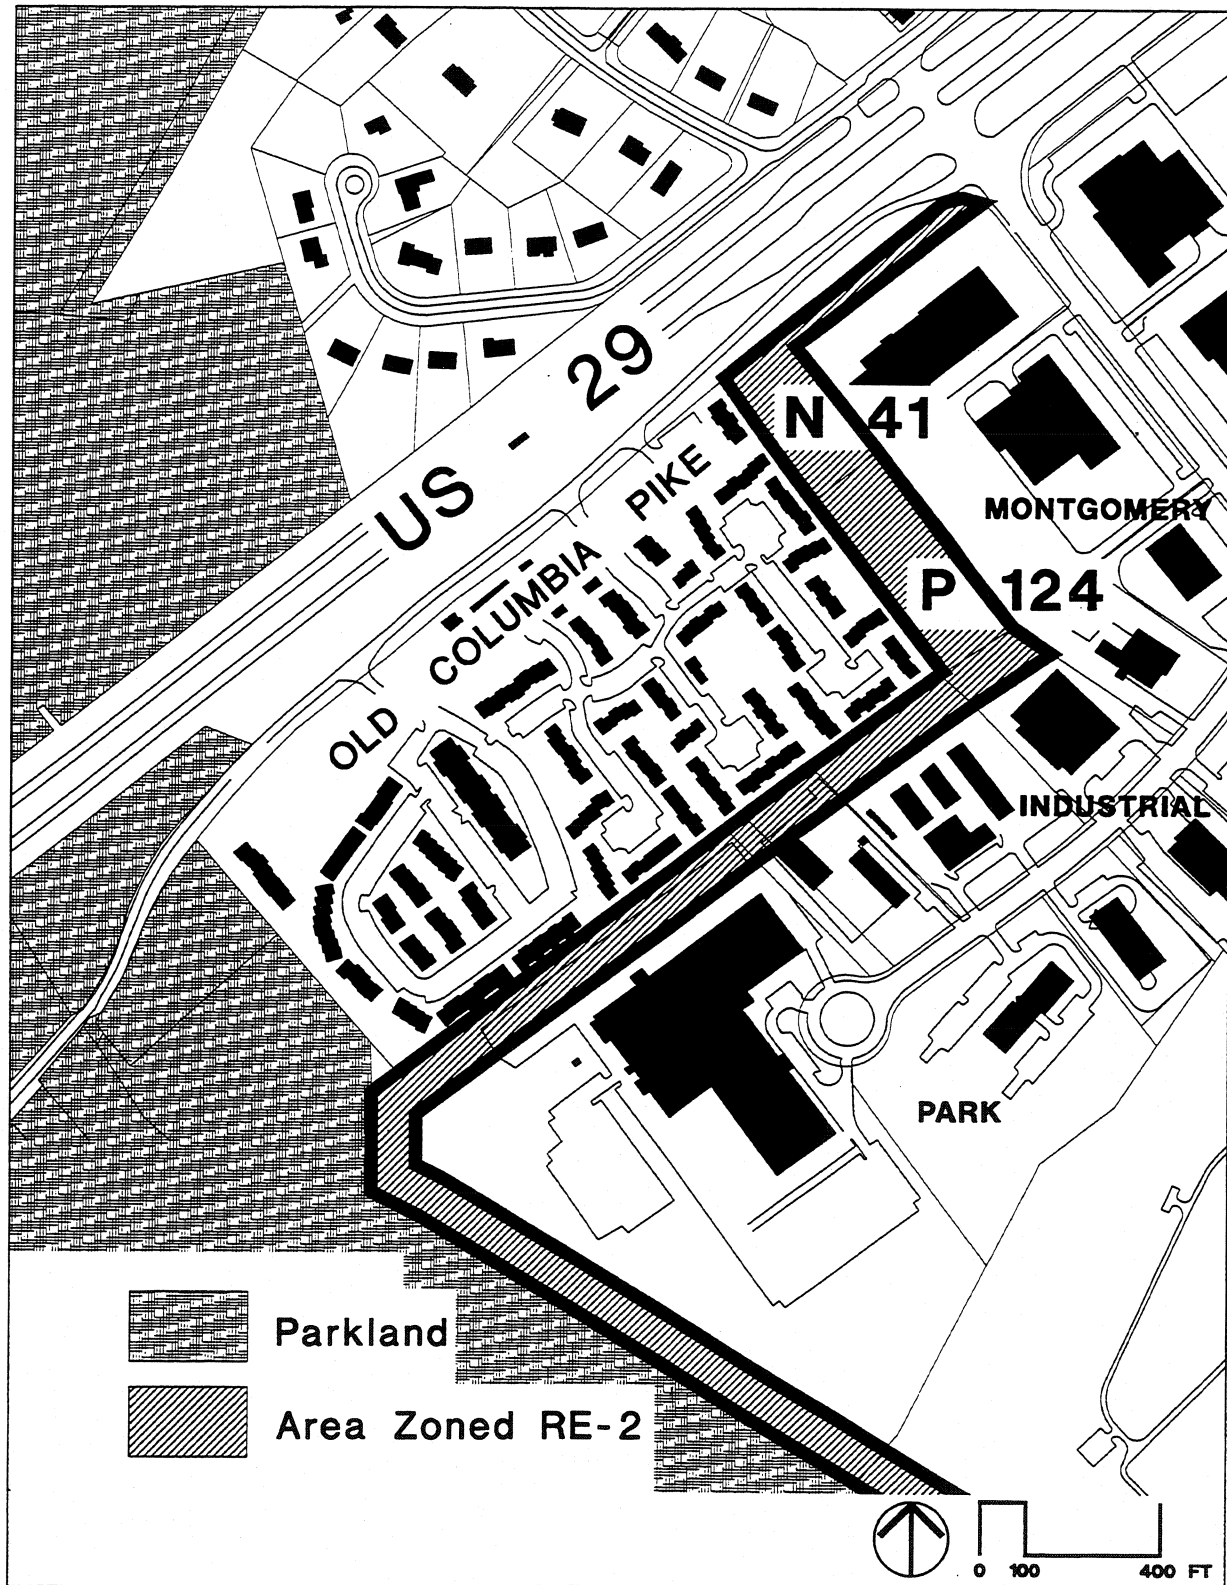 US - 29
OLD COLUMBIA PIKE
N 41
MONTGOMERY
P 124
INDUSTRIAL
PARK
Parkland
Area Zoned RE-2
0 100 400 FT